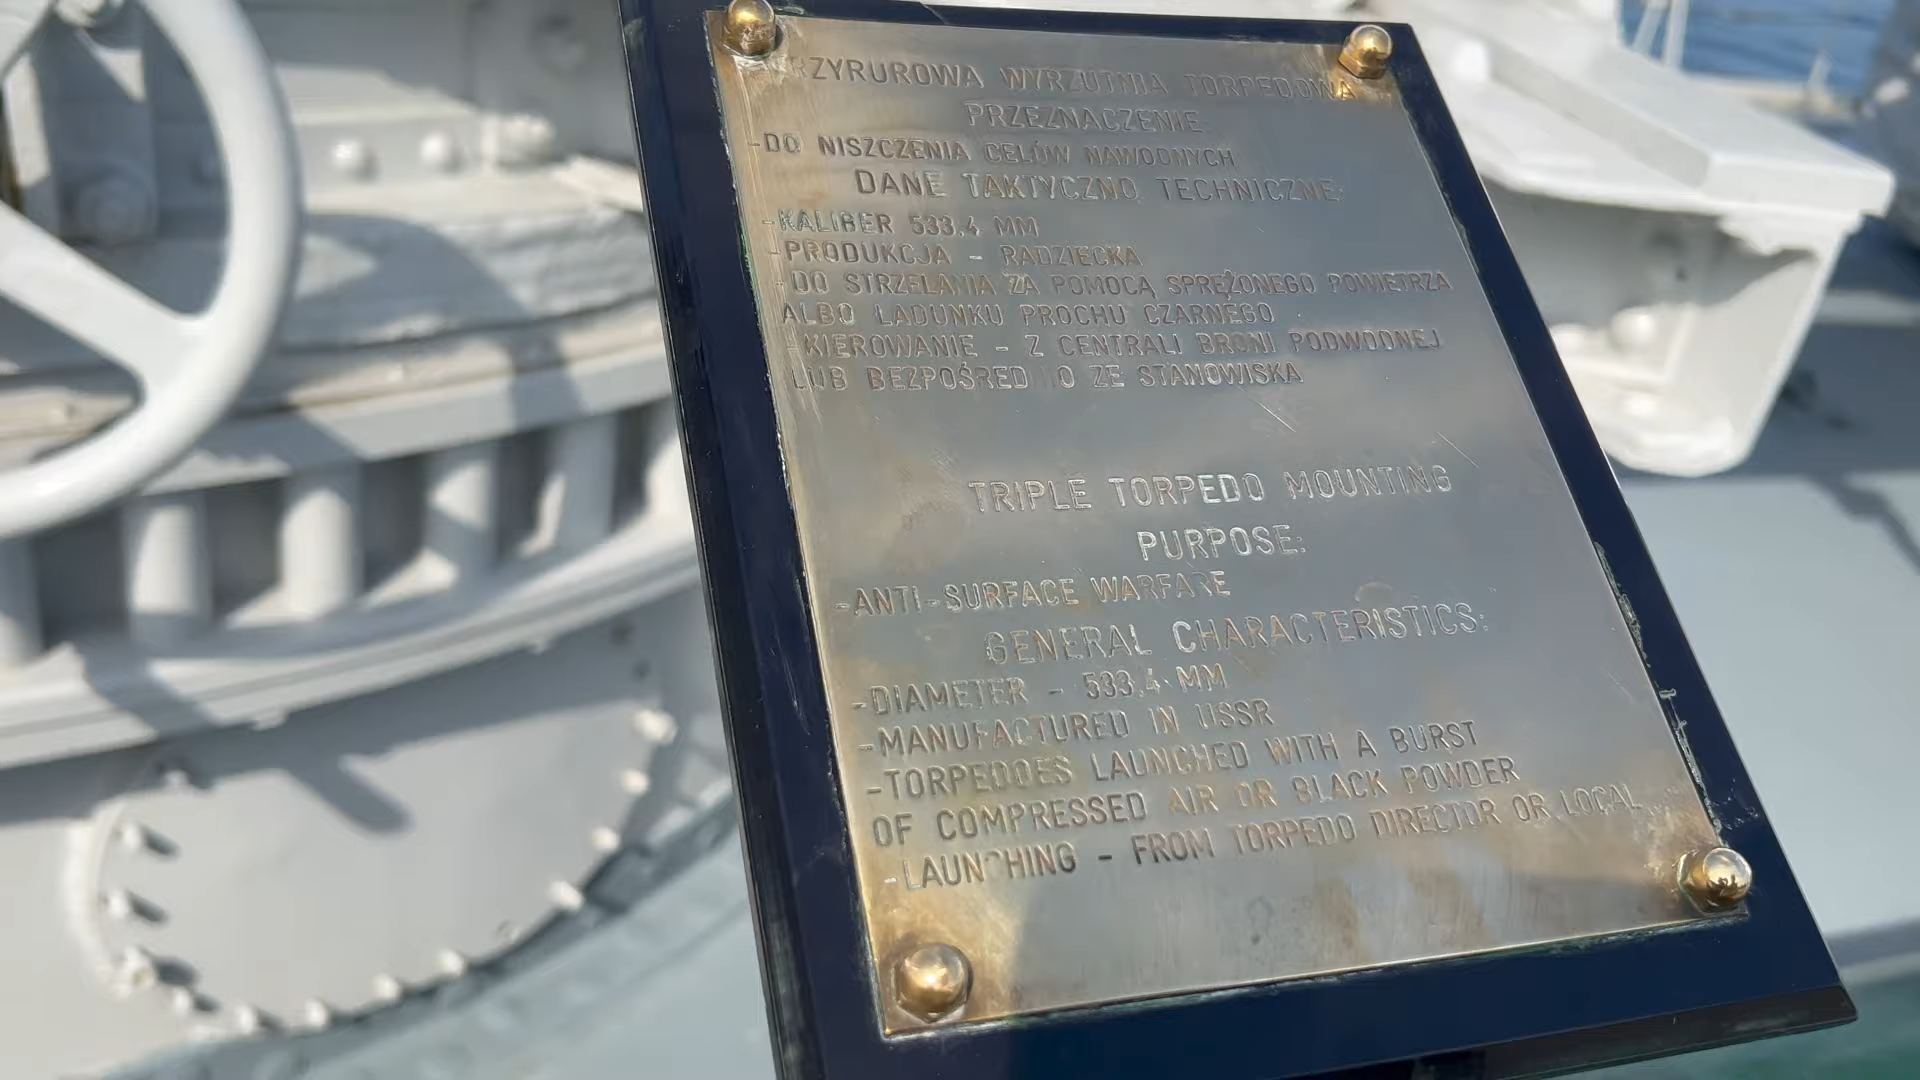 TRZYRUROWA WYRZUTNIA TORPEDOWA
PRZEZNACZENIE:
-DO NISZCZENIA CELÓW NAWODNYCH
DANE TAKTYCZNO TECHNICZNE:
-KALIBER 533,4 MM
-PRODUKCJA - RADZIECKA
-DO STRZELANIA ZA POMOCĄ SPRĘŻONEGO POWIETRZA
ALBO ŁADUNKU PROCHU CZARNEGO
-KIEROWANIE - Z CENTRALI BRONI PODWODNEJ
LUB BEZPOŚREDNIO ZE STANOWISKA
TRIPLE TORPEDO MOUNTING
PURPOSE:
-ANTI-SURFACE WARFARE
GENERAL CHARACTERISTICS:
-DIAMETER - 533,4 MM
-MANUFACTURED IN USSR
-TORPEDOES LAUNCHED WITH A BURST
OF COMPRESSED AIR OR BLACK POWDER
-LAUNCHING - FROM TORPEDO DIRECTOR OR LOCAL